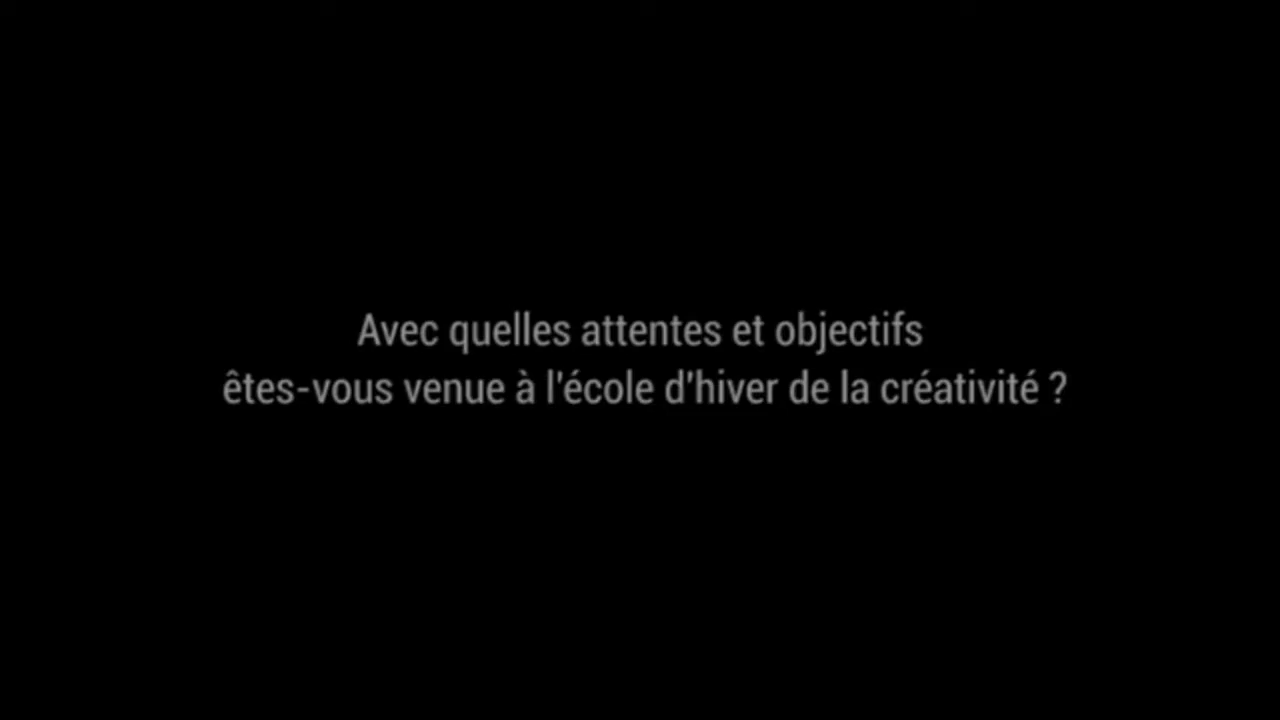 Avec quelles attentes et objectifs
êtes-vous venue à l'école d'hiver de la créativité ?